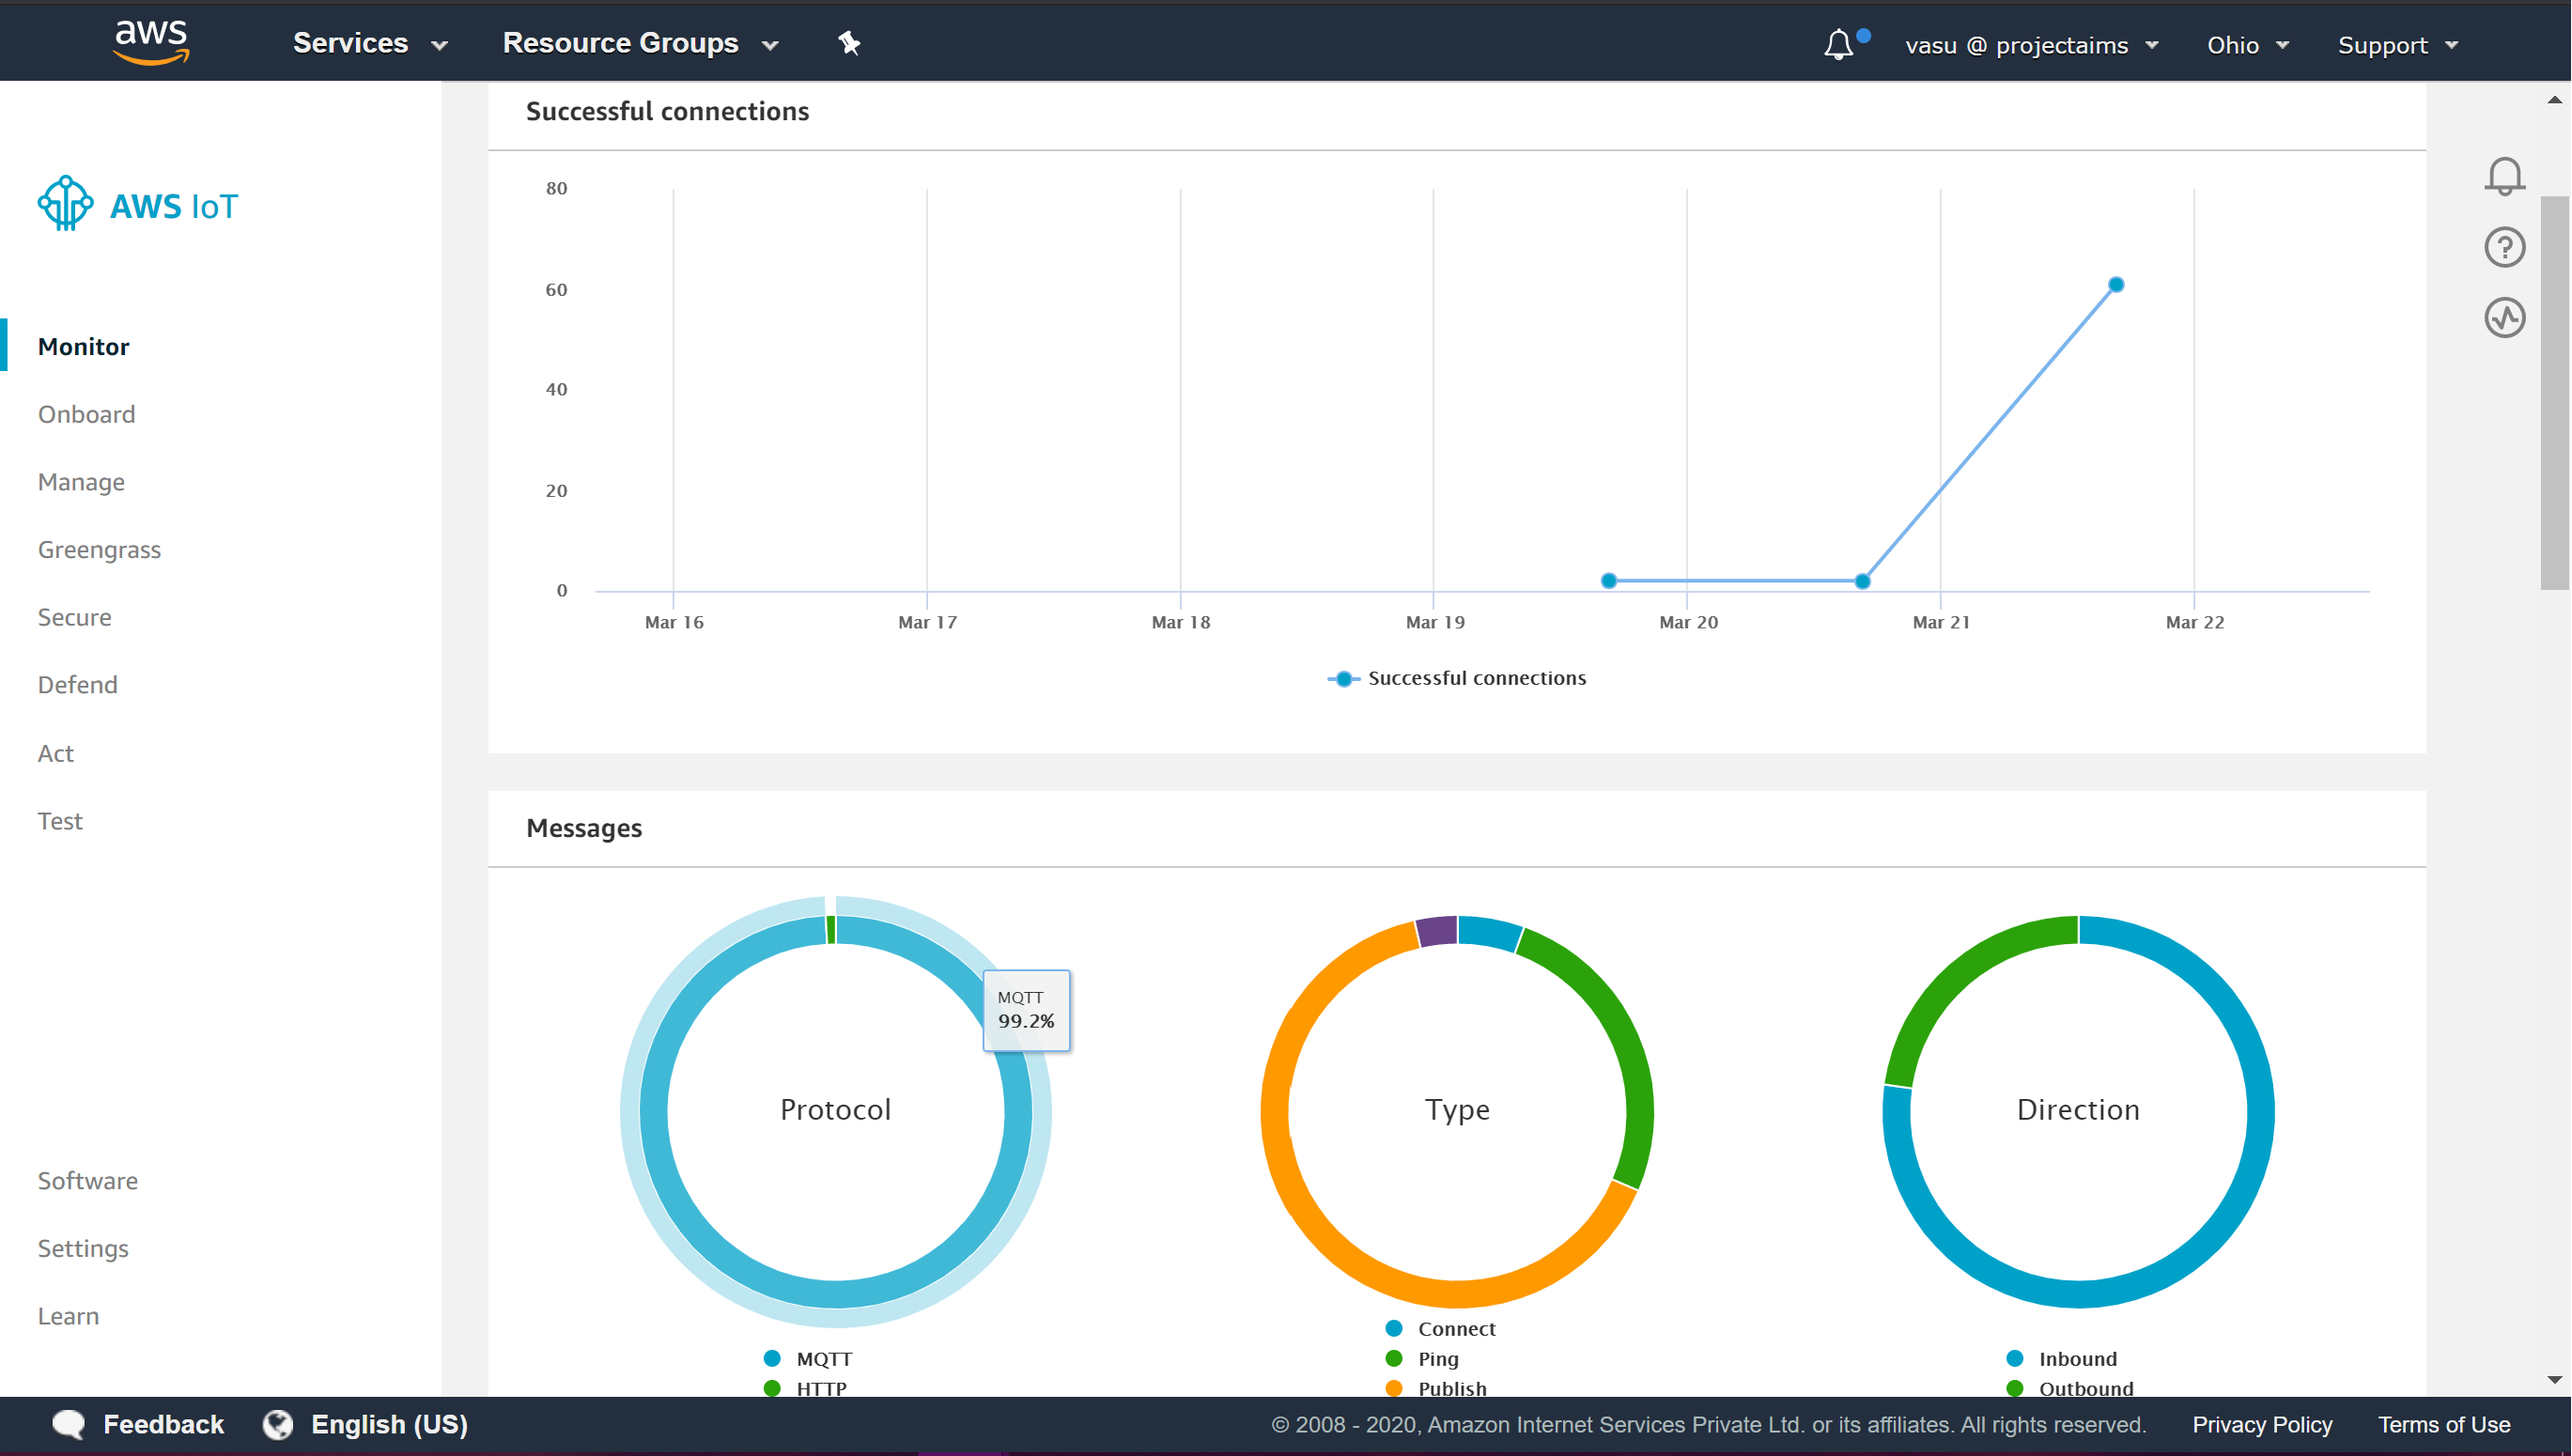 aws Services Resource Groups vasu @ projectaims Ohio Support
AWS IoT
Monitor
Onboard
Manage
Greengrass
Secure
Defend
Act
Test
Software
Settings
Learn
Successful connections
80
60
40
20
0
Mar 16 Mar 17 Mar 18 Mar 19 Mar 20 Mar 21 Mar 22
Successful connections
Messages
MQTT
99.2%
Protocol
MQTT
HTTP
Type
Connect
Ping
Publish
Direction
Inbound
Outbound
Feedback English (US) © 2008 - 2020, Amazon Internet Services Private Ltd. or its affiliates. All rights reserved. Privacy Policy Terms of Use